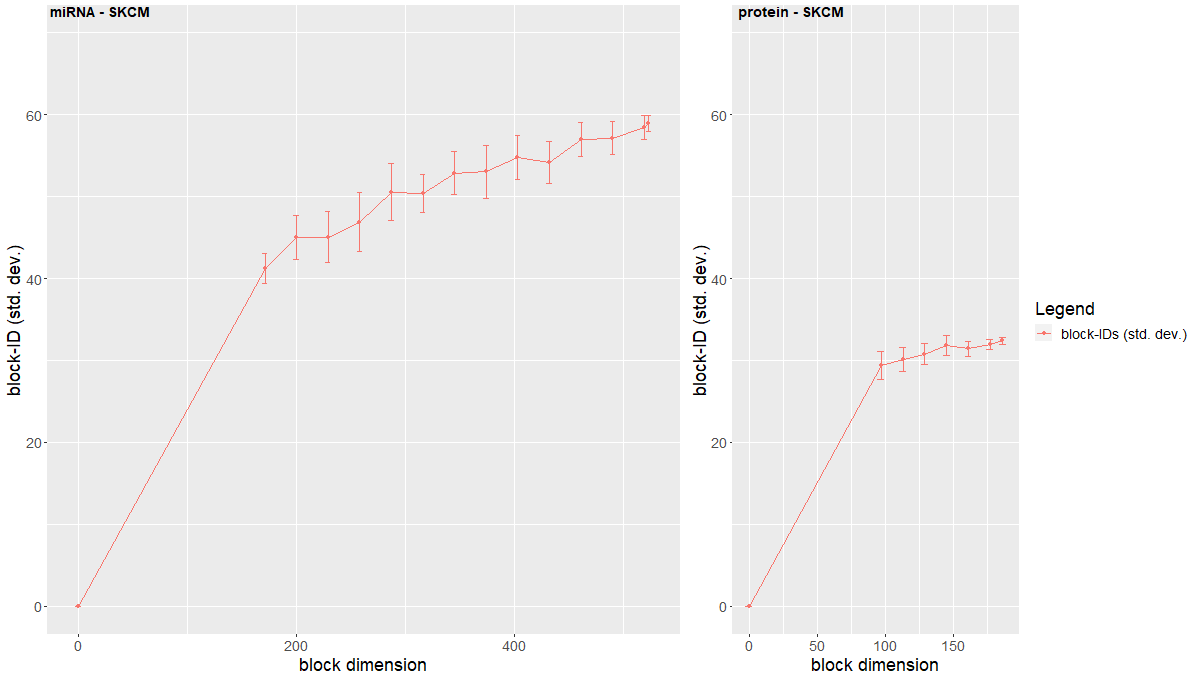 miRNA - SKCM
block-ID (std. dev.)
60
40
20
0
0
200
400
block dimension
protein - SKCM
block-ID (std. dev.)
60
40
20
0
0
50
100
150
block dimension
Legend
block-IDs (std. dev.)